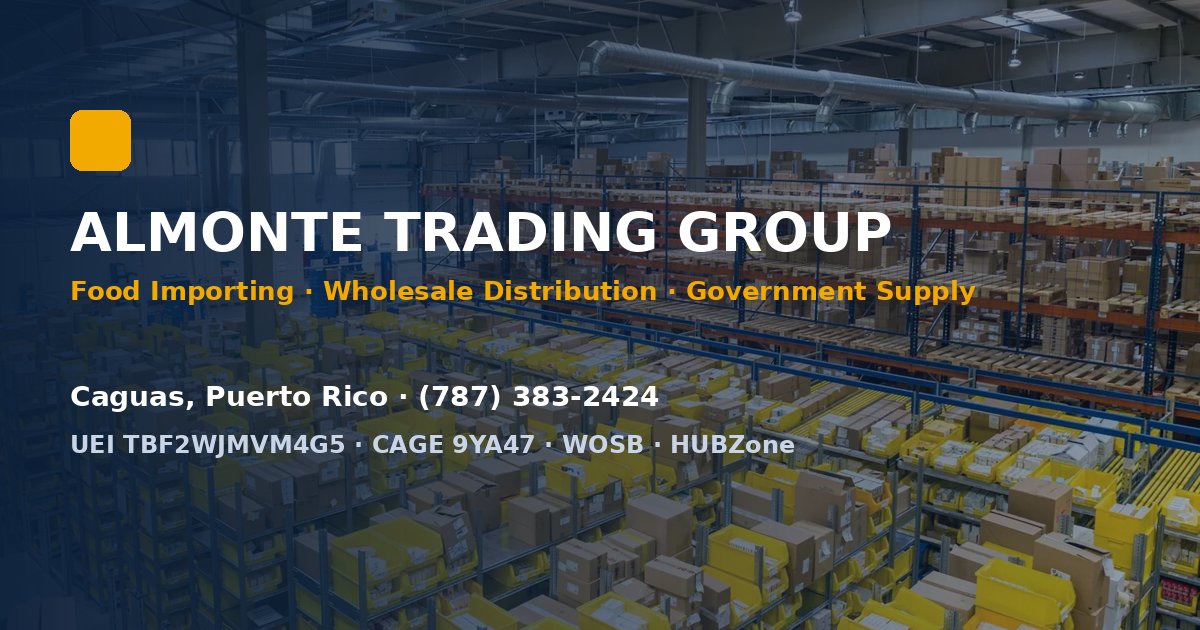 ALMONTE TRADING GROUP
Food Importing · Wholesale Distribution · Government Supply
Caguas, Puerto Rico · (787) 383-2424
UEI TBF2WJMVM4G5 · CAGE 9YA47 · WOSB · HUBZone